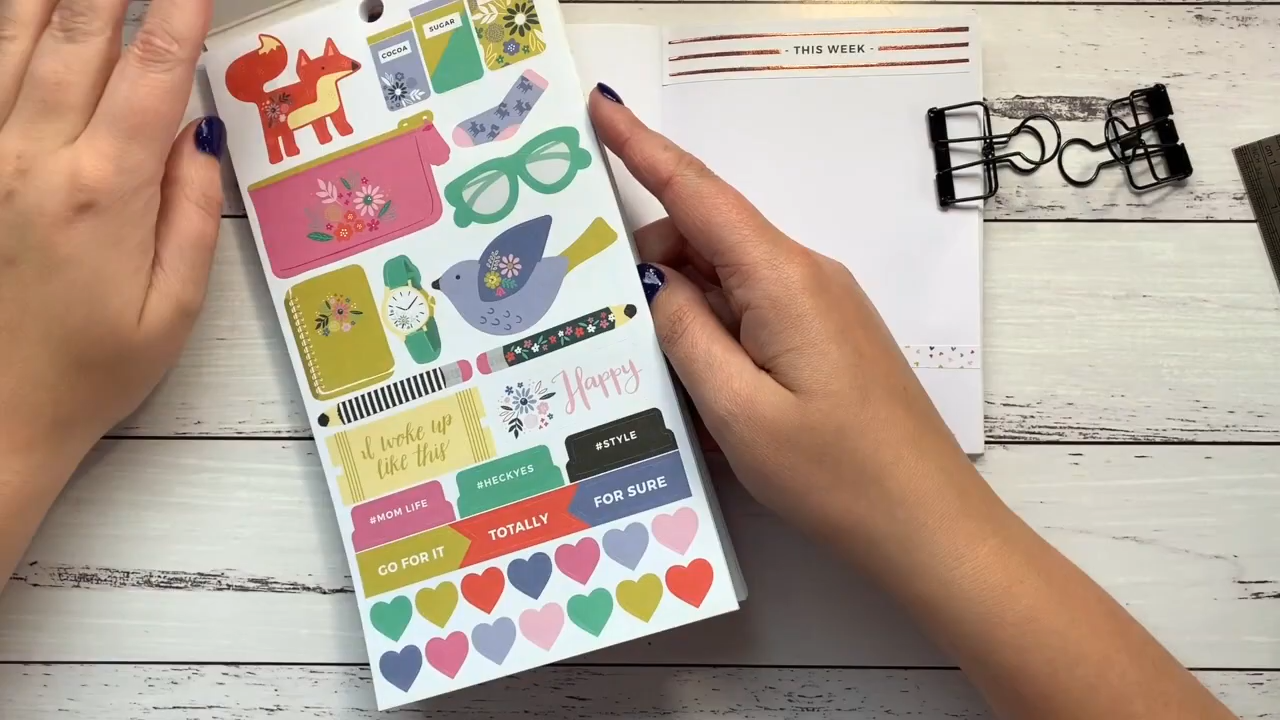 COCOA
SUGAR
- THIS WEEK -
Happy
I woke up
like this
#STYLE
#HECKYES
#MOM LIFE
FOR SURE
TOTALLY
GO FOR IT